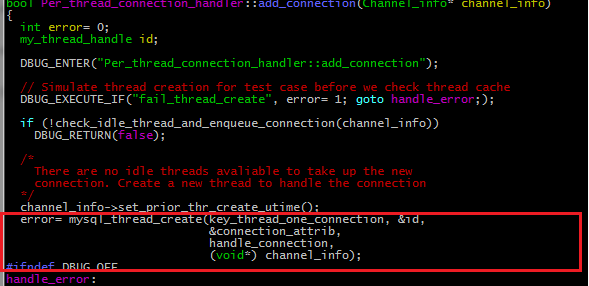 bool Per_thread_connection_handler::add_connection(Channel_info* channel_info)
{
  int error= 0;
  my_thread_handle id;
  DBUG_ENTER("Per_thread_connection_handler::add_connection");
  // Simulate thread creation for test case before we check thread cache
  DBUG_EXECUTE_IF("fail_thread_create", error= 1; goto handle_error;);
  if (!check_idle_thread_and_enqueue_connection(channel_info))
    DBUG_RETURN(false);
  /*
    There are no idle threads avaliable to take up the new
    connection. Create a new thread to handle the connection
  */
  channel_info->set_prior_thr_create_utime();
  error= mysql_thread_create(key_thread_one_connection, &id,
                             &connection_attrib,
                             handle_connection,
                             (void*) channel_info);
#ifndef DBUG_OFF
handle_error: